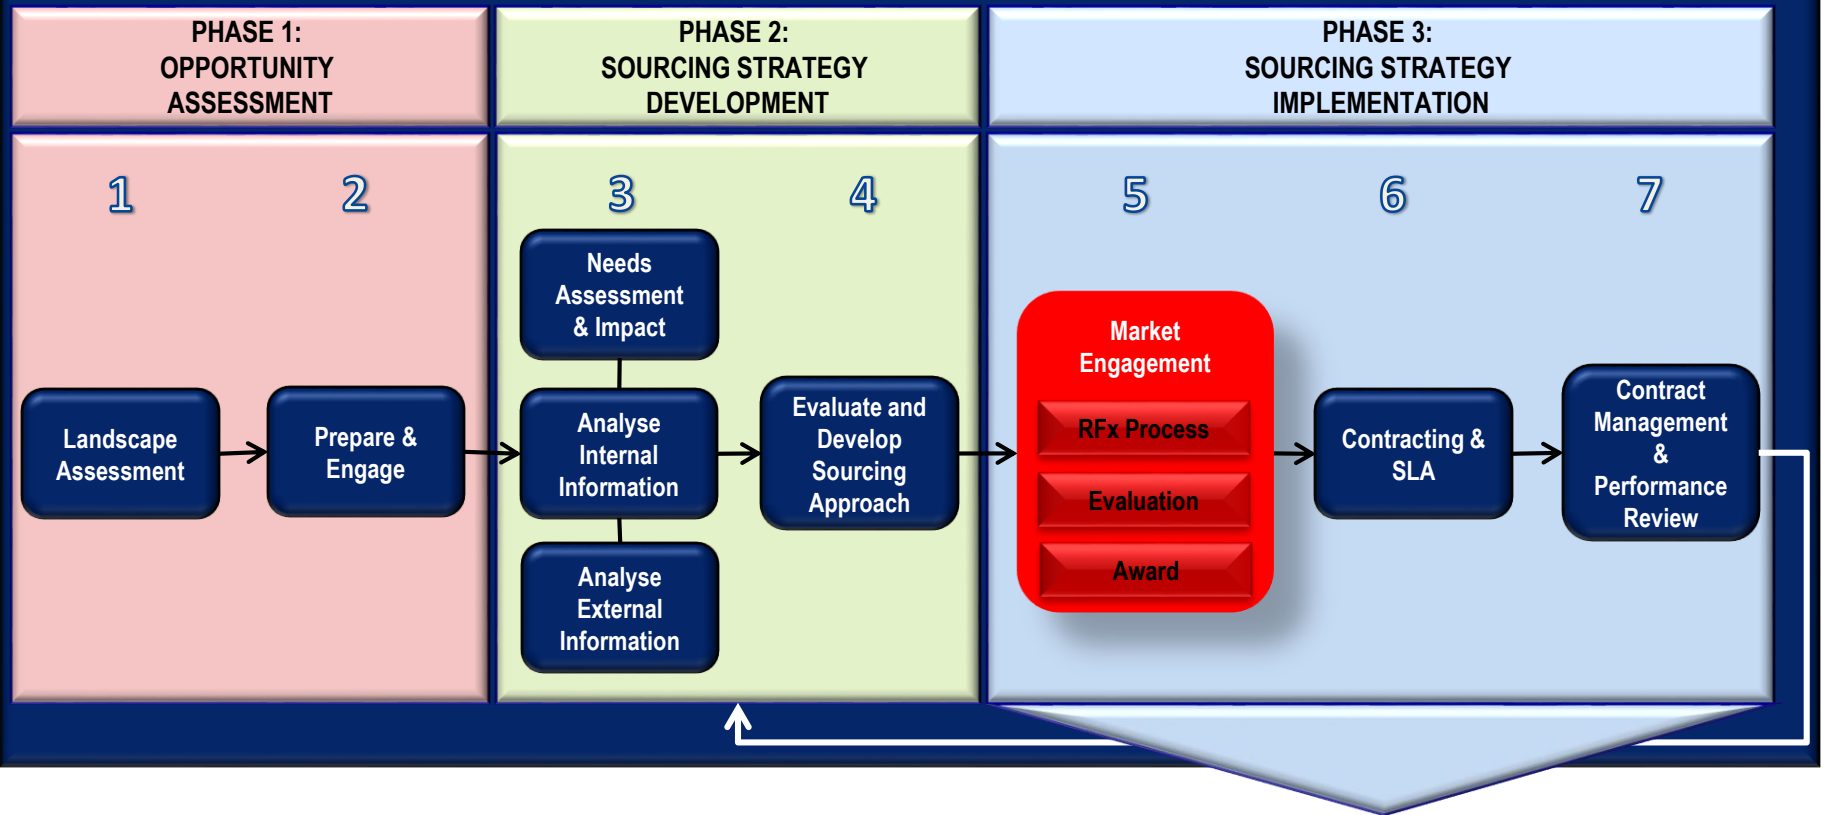 PHASE 1:
OPPORTUNITY
ASSESSMENT
PHASE 2:
SOURCING STRATEGY
DEVELOPMENT
PHASE 3:
SOURCING STRATEGY
IMPLEMENTATION
1
2
3
4
5
6
7
Landscape
Assessment
Prepare &
Engage
Needs
Assessment
& Impact
Analyse
Internal
Information
Analyse
External
Information
Evaluate and
Develop
Sourcing
Approach
Market
Engagement
RFx Process
Evaluation
Award
Contracting &
SLA
Contract
Management
&
Performance
Review